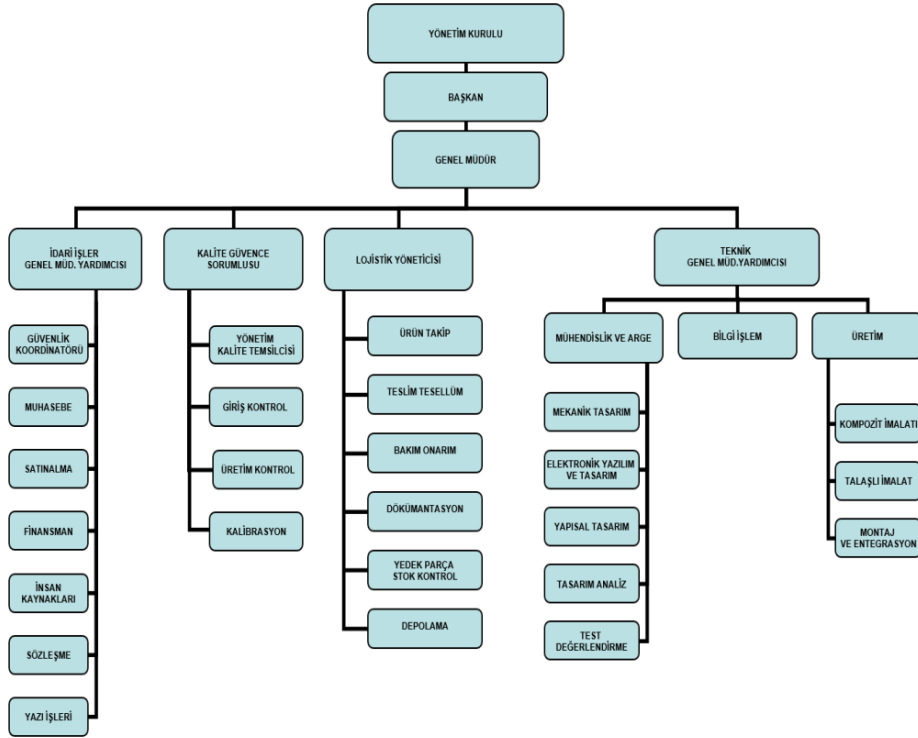 YÖNETİM KURULU
BAŞKAN
GENEL MÜDÜR
İDARİ İŞLER
GENEL MÜD. YARDIMCISI
KALİTE GÜVENCE
SORUMLUSU
LOJİSTİK YÖNETİCİSİ
TEKNİK
GENEL MÜD.YARDIMCISI
GÜVENLİK
KOORDİNATÖRÜ
MUHASEBE
SATINALMA
FİNANSMAN
İNSAN
KAYNAKLARI
SÖZLEŞME
YAZI İŞLERİ
YÖNETİM
KALİTE TEMSİLCİSİ
GİRİŞ KONTROL
ÜRETİM KONTROL
KALİBRASYON
ÜRÜN TAKİP
TESLİM TESELLÜM
BAKIM ONARIM
DÖKÜMANTASYON
YEDEK PARÇA
STOK KONTROL
DEPOLAMA
MÜHENDİSLİK VE ARGE
BİLGİ İŞLEM
ÜRETİM
MEKANİK TASARIM
ELEKTRONİK YAZILIM
VE TASARIM
YAPISAL TASARIM
TASARIM ANALİZ
TEST
DEĞERLENDİRME
KOMPOZİT İMALATI
TALAŞLI İMALAT
MONTAJ
VE ENTEGRASYON